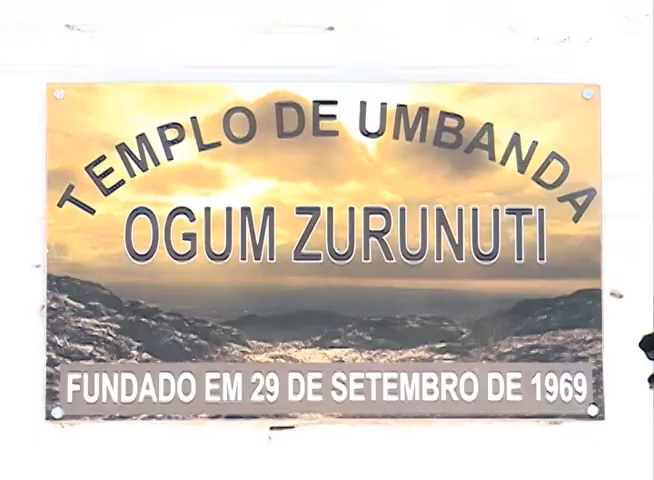 TEMPLO DE UMBANDA
OGUM ZURUNUTI
FUNDADO EM 29 DE SETEMBRO DE 1969